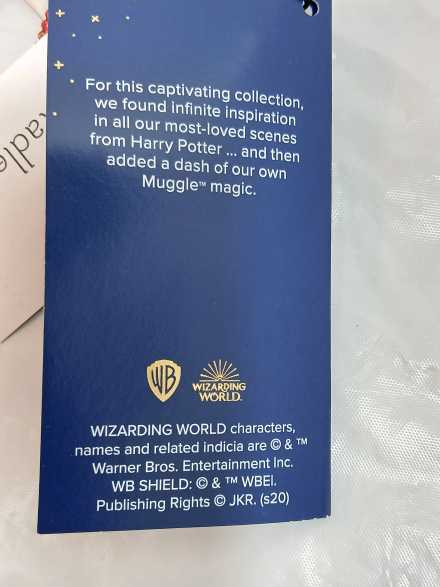 For this captivating collection,
we found infinite inspiration
in all our most-loved scenes
from Harry Potter ... and then
added a dash of our own
Muggle™ magic.
WB
WIZARDING
WORLD.
WIZARDING WORLD characters,
names and related indicia are © & ™
Warner Bros. Entertainment Inc.
WB SHIELD: © & ™ WBEI.
Publishing Rights © JKR. (s20)